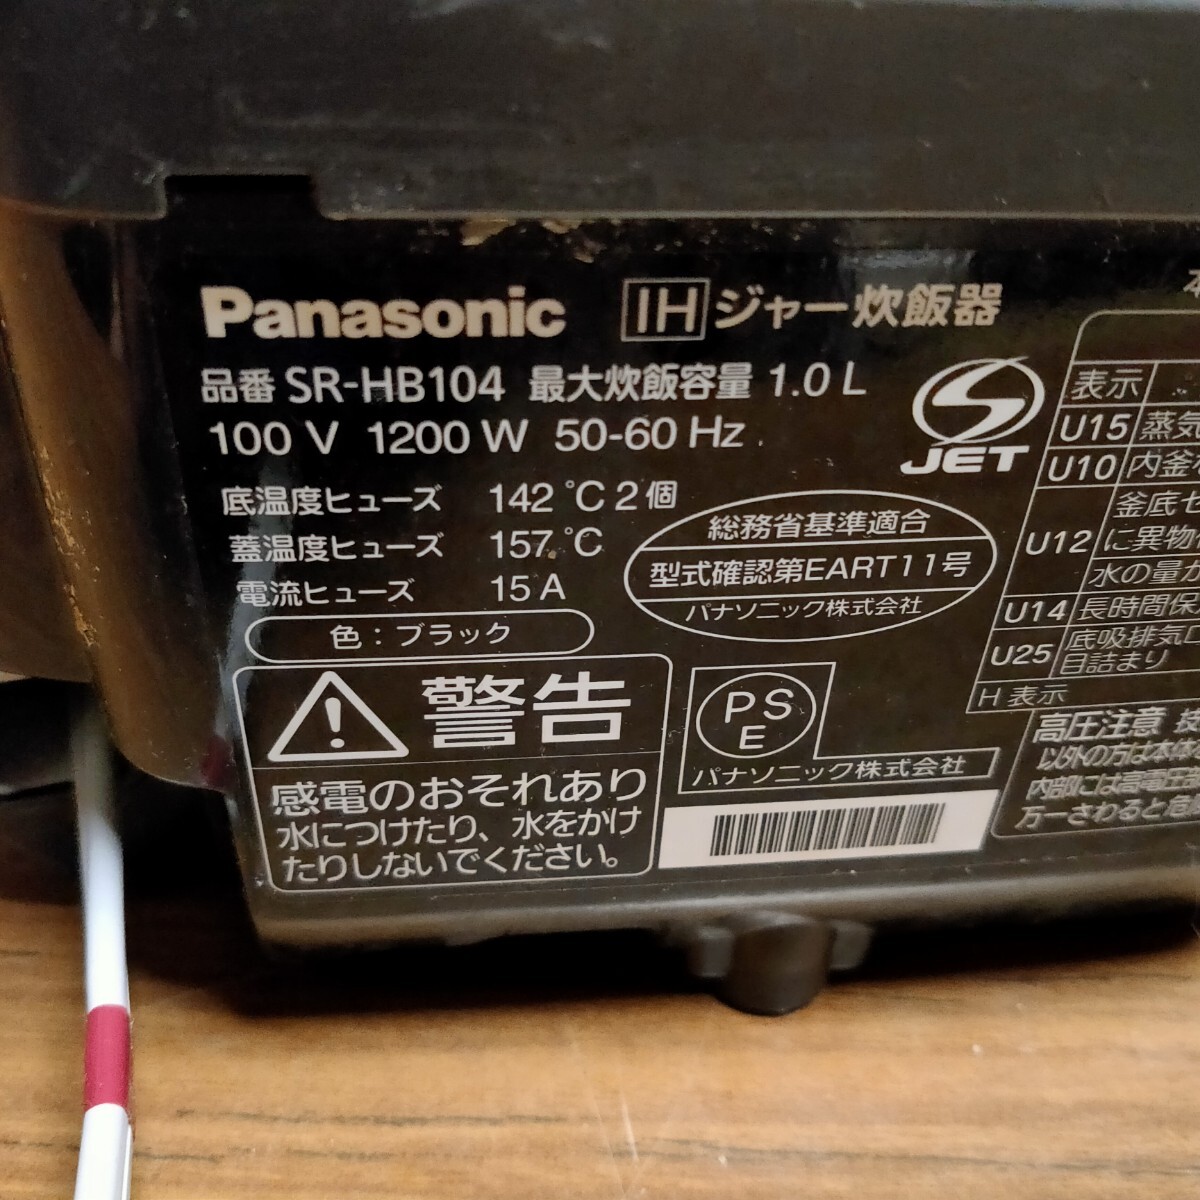 Panasonic IH ジャー炊飯器
品番 SR-HB104 最大炊飯容量 1.0 L
100 V 1200 W 50-60 Hz
底温度ヒューズ 142 ℃ 2 個
蓋温度ヒューズ 157 ℃
電流ヒューズ 15 A
色：ブラック
JET
総務省基準適合
型式確認第EART11号
パナソニック株式会社
警告
感電のおそれあり
水につけたり、水をかけ
たりしないでください。
PSE
パナソニック株式会社
表示
U15 蒸気
U10 内釜
U12 釜底セ
に異物
水の量が
U14 長時間保
U25 底吸排気口
目詰まり
H 表示
高圧注意
以外の方は本体
内部には高電圧部
万一さわると危